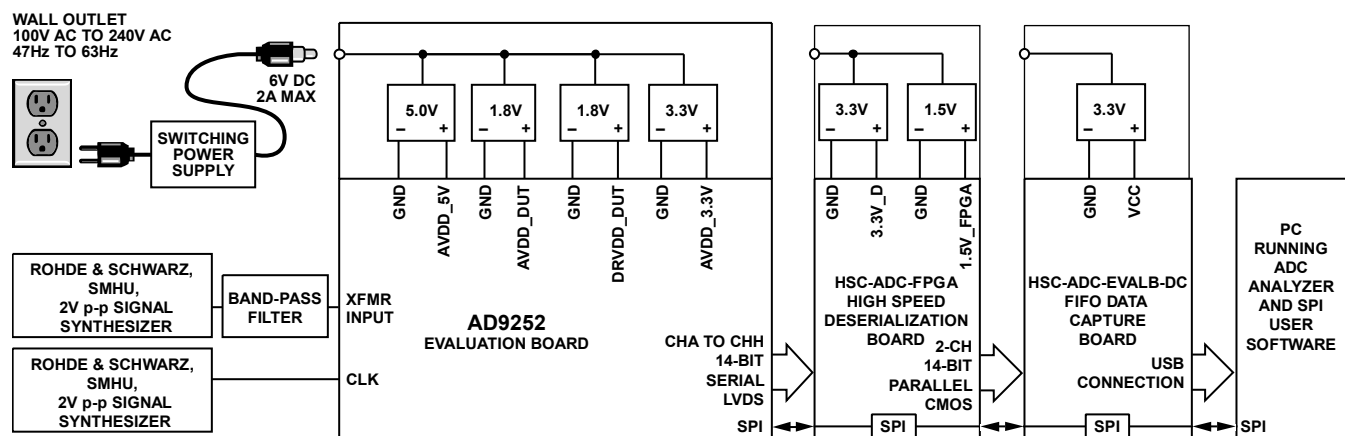 WALL OUTLET
100V AC TO 240V AC
47Hz TO 63Hz
6V DC
2A MAX
SWITCHING
POWER
SUPPLY
5.0V
– +
1.8V
– +
1.8V
– +
3.3V
– +
3.3V
– +
1.5V
– +
3.3V
– +
GND
AVDD_5V
GND
AVDD_DUT
GND
DRVDD_DUT
GND
AVDD_3.3V
GND
3.3V_D
GND
1.5V_FPGA
GND
VCC
ROHDE & SCHWARZ,
SMHU,
2V p-p SIGNAL
SYNTHESIZER
BAND-PASS
FILTER
XFMR
INPUT
ROHDE & SCHWARZ,
SMHU,
2V p-p SIGNAL
SYNTHESIZER
CLK
AD9252
EVALUATION BOARD
CHA TO CHH
14-BIT
SERIAL
LVDS
SPI
HSC-ADC-FPGA
HIGH SPEED
DESERIALIZATION
BOARD
2-CH
14-BIT
PARALLEL
CMOS
SPI
HSC-ADC-EVALB-DC
FIFO DATA
CAPTURE
BOARD
USB
CONNECTION
SPI
PC
RUNNING
ADC
ANALYZER
AND SPI
USER
SOFTWARE
SPI